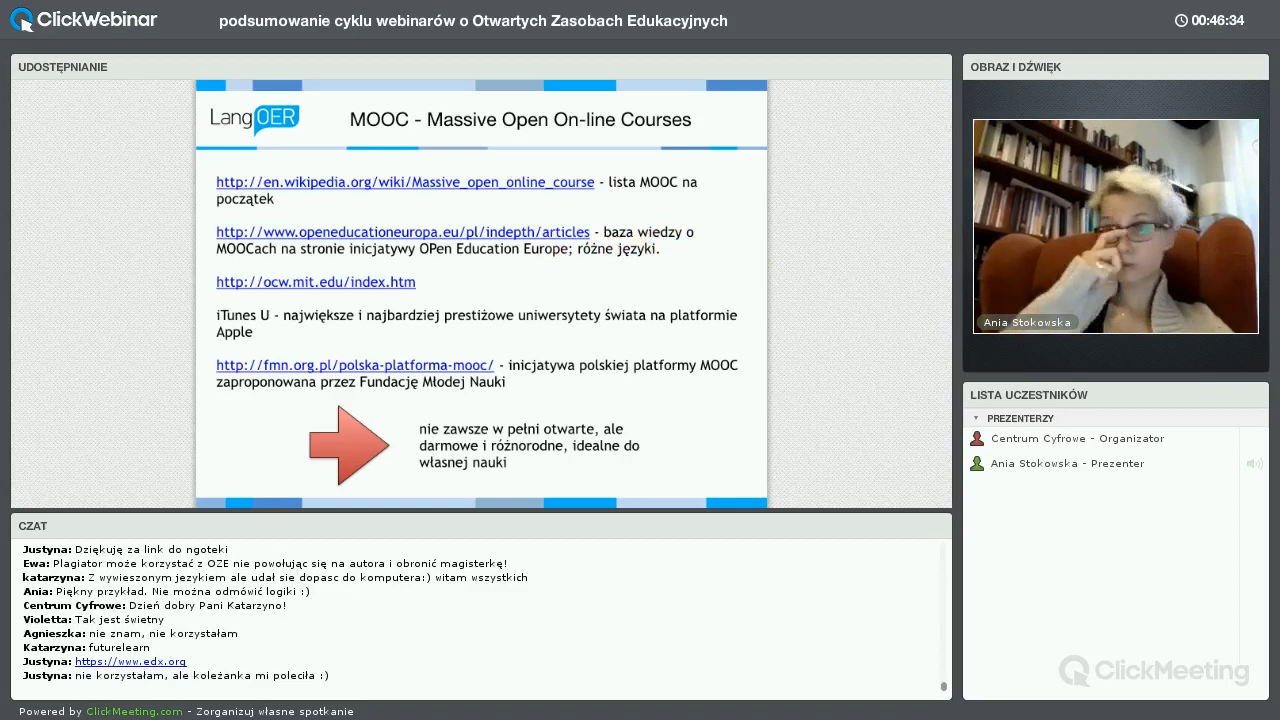 ClickWebinar
podsumowanie cyklu webinarów o Otwartych Zasobach Edukacyjnych
00:46:34
UDOSTĘPNIANIE
LangOER
MOOC - Massive Open On-line Courses
http://en.wikipedia.org/wiki/Massive_open_online_course - lista MOOC na
początek
http://www.openeducationeuropa.eu/pl/indepth/articles - baza wiedzy o
MOOCach na stronie inicjatywy OPen Education Europe; różne języki.
http://ocw.mit.edu/index.htm
iTunes U - największe i najbardziej prestiżowe uniwersytety świata na platformie
Apple
http://fmn.org.pl/polska-platforma-mooc/ - inicjatywa polskiej platformy MOOC
zaproponowana przez Fundację Młodej Nauki
nie zawsze w pełni otwarte, ale
darmowe i różnorodne, idealne do
własnej nauki
OBRAZ I DŹWIĘK
Ania Stokowska
LISTA UCZESTNIKÓW
PREZENTERZY
Centrum Cyfrowe - Organizator
Ania Stokowska - Prezenter
CZAT
Justyna: Dziękuję za link do ngoteki
Ewa: Plagiator może korzystać z OZE nie powołując się na autora i obronić magisterkę!
katarzyna: Z wywieszonym jezykiem ale udał sie dopasc do komputera:) witam wszystkich
Ania: Piękny przykład. Nie można odmówić logiki :)
Centrum Cyfrowe: Dzień dobry Pani Katarzyno!
Violetta: Tak jest świetny
Agnieszka: nie znam, nie korzystałam
Katarzyna: futurelearn
Justyna: https://www.edx.org
Justyna: nie korzystałam, ale koleżanka mi poleciła :)
ClickMeeting
Powered by ClickMeeting.com - Zorganizuj własne spotkanie